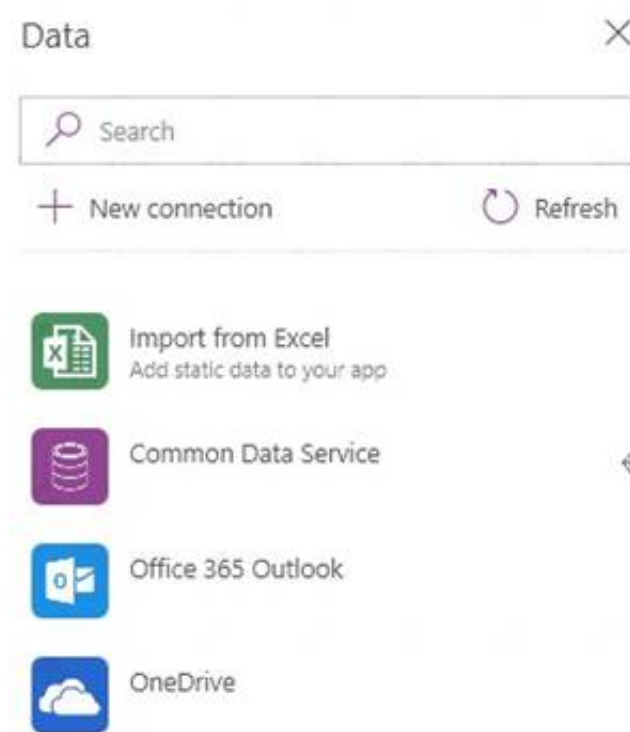 Data
Search
New connection
Refresh
Import from Excel
Add static data to your app
Common Data Service
Office 365 Outlook
OneDrive